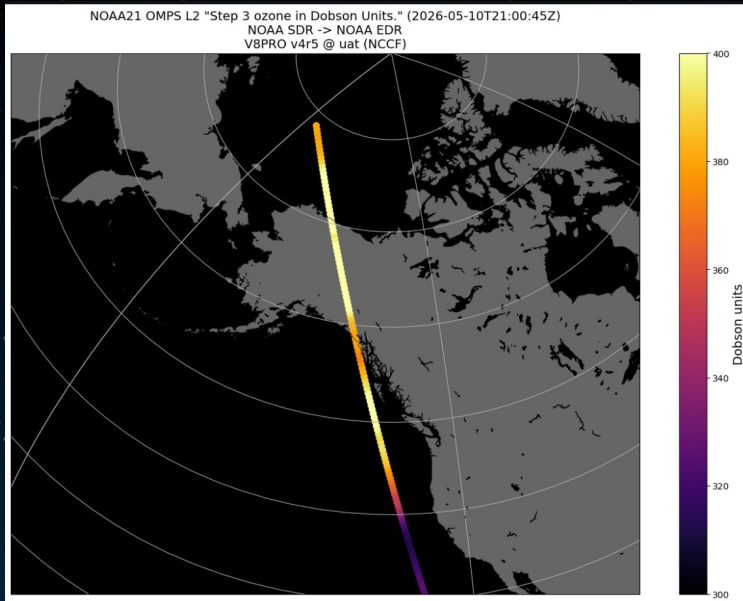 NOAA21 OMPS L2 "Step 3 ozone in Dobson Units." (2026-05-10T21:00:45Z)
NOAA SDR -> NOAA EDR
V8PRO v4r5 @ uat (NCCF)
400
380
360
340
320
300
Dobson units